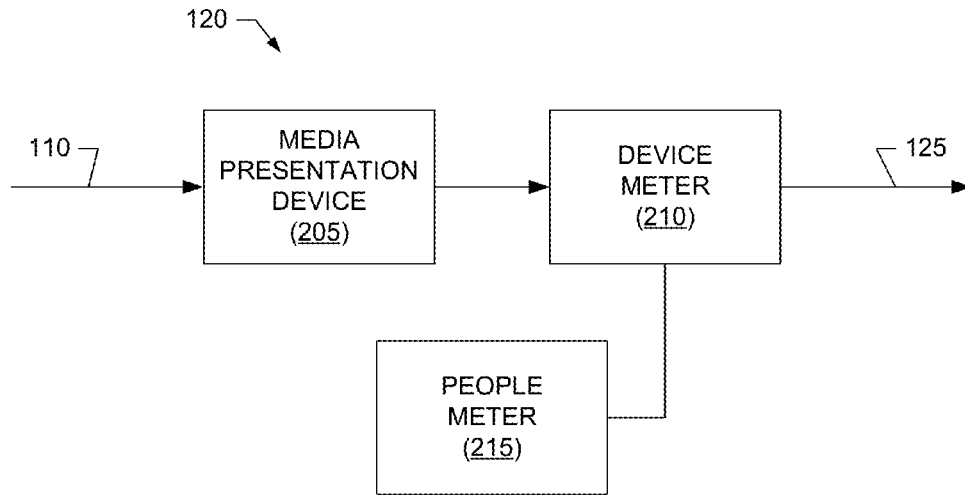 120
110
MEDIA
PRESENTATION
DEVICE
(205)
DEVICE
METER
(210)
125
PEOPLE
METER
(215)